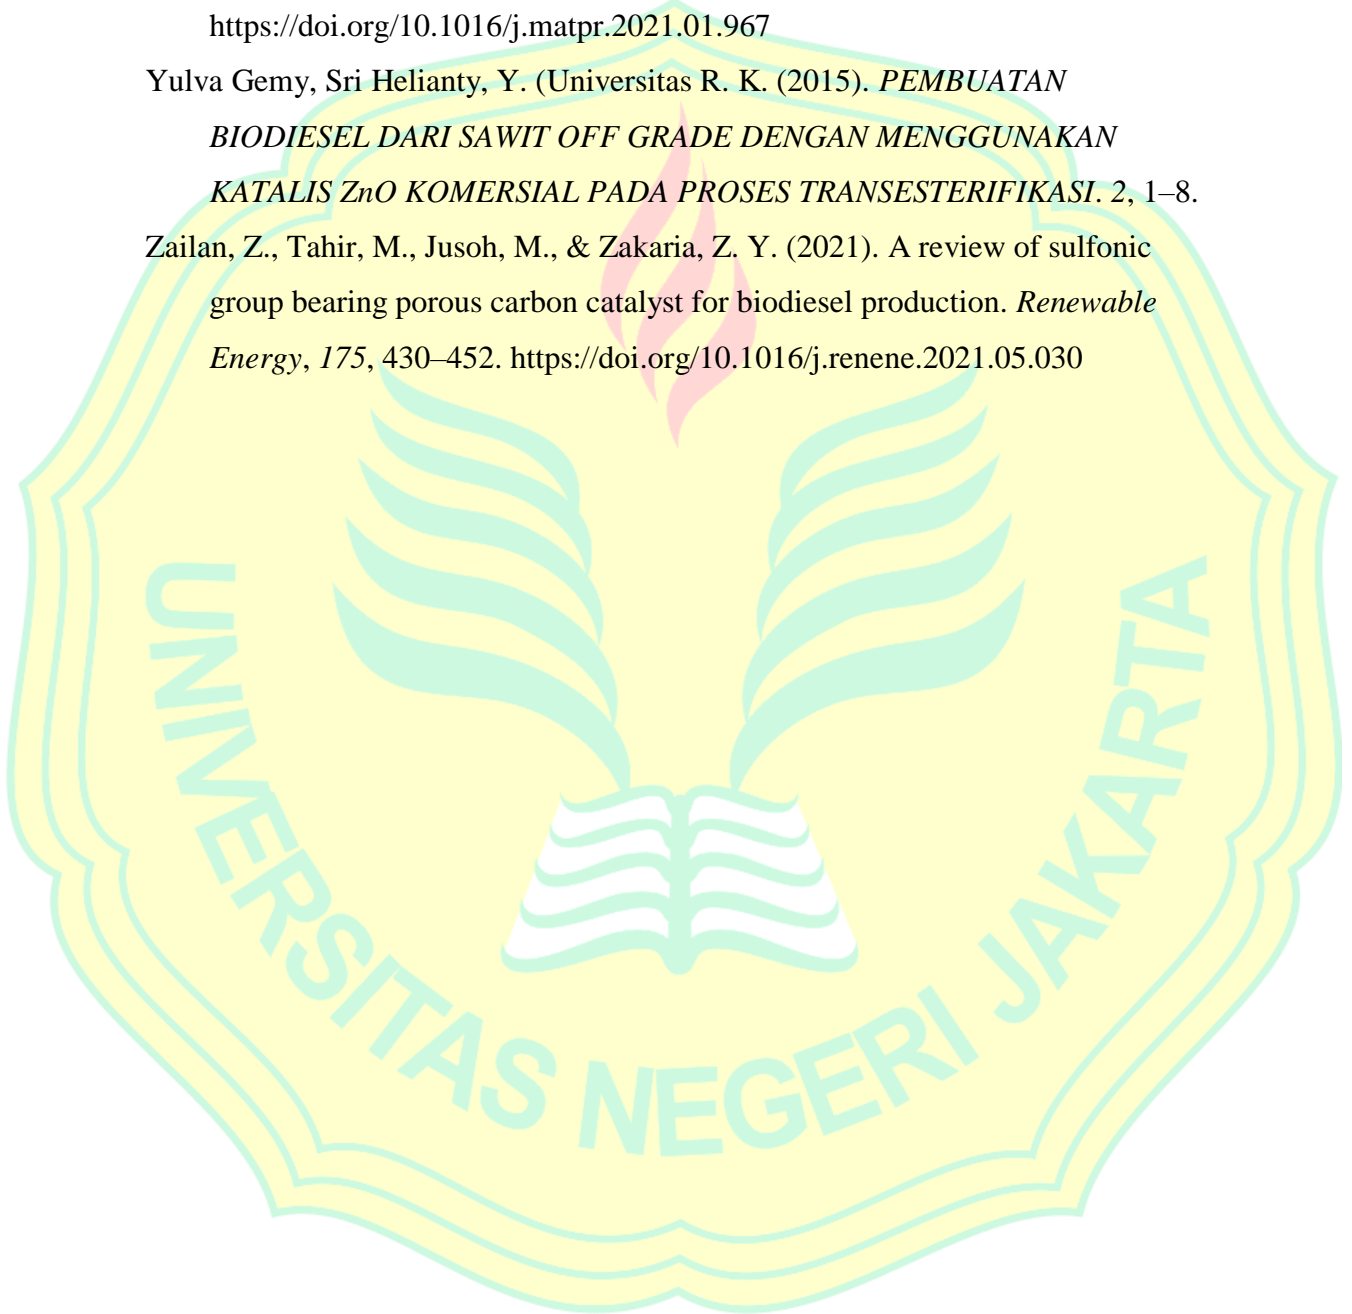 https://doi.org/10.1016/j.matpr.2021.01.967
Yulva Gemy, Sri Helianty, Y. (Universitas R. K. (2015). PEMBUATAN
BIODIESEL DARI SAWIT OFF GRADE DENGAN MENGGUNAKAN
KATALIS ZnO KOMERSIAL PADA PROSES TRANSESTERIFIKASI. 2, 1–8.
Zailan, Z., Tahir, M., Jusoh, M., & Zakaria, Z. Y. (2021). A review of sulfonic
group bearing porous carbon catalyst for biodiesel production. Renewable
Energy, 175, 430–452. https://doi.org/10.1016/j.renene.2021.05.030
UNIVERSITAS NEGERI JAKARTA